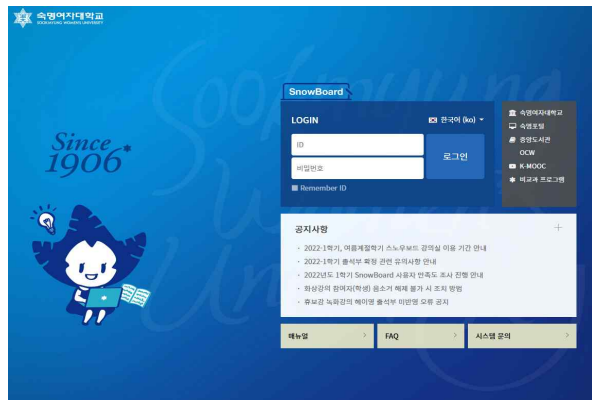 숙명여자대학교
SOOKMYUNG WOMEN'S UNIVERSITY
Sookmyung
Women's
Since
1906
SnowBoard
LOGIN
한국어 (ko)
ID
비밀번호
로그인
Remember ID
숙명여자대학교
숙명포털
중앙도서관
OCW
K-MOOC
비교과 프로그램
공지사항
+
· 2022-1학기, 여름계절학기 스노우보드 강의실 이용 기간 안내
· 2022-1학기 출석부 확정 관련 유의사항 안내
· 2022년도 1학기 SnowBoard 사용자 만족도 조사 진행 안내
· 화상강의 참여자(학생) 음소거 해제 불가 시 조치 방법
· 휴보강 녹화강의 헤이영 출석부 미반영 오류 공지
매뉴얼 >
FAQ >
시스템 문의 >